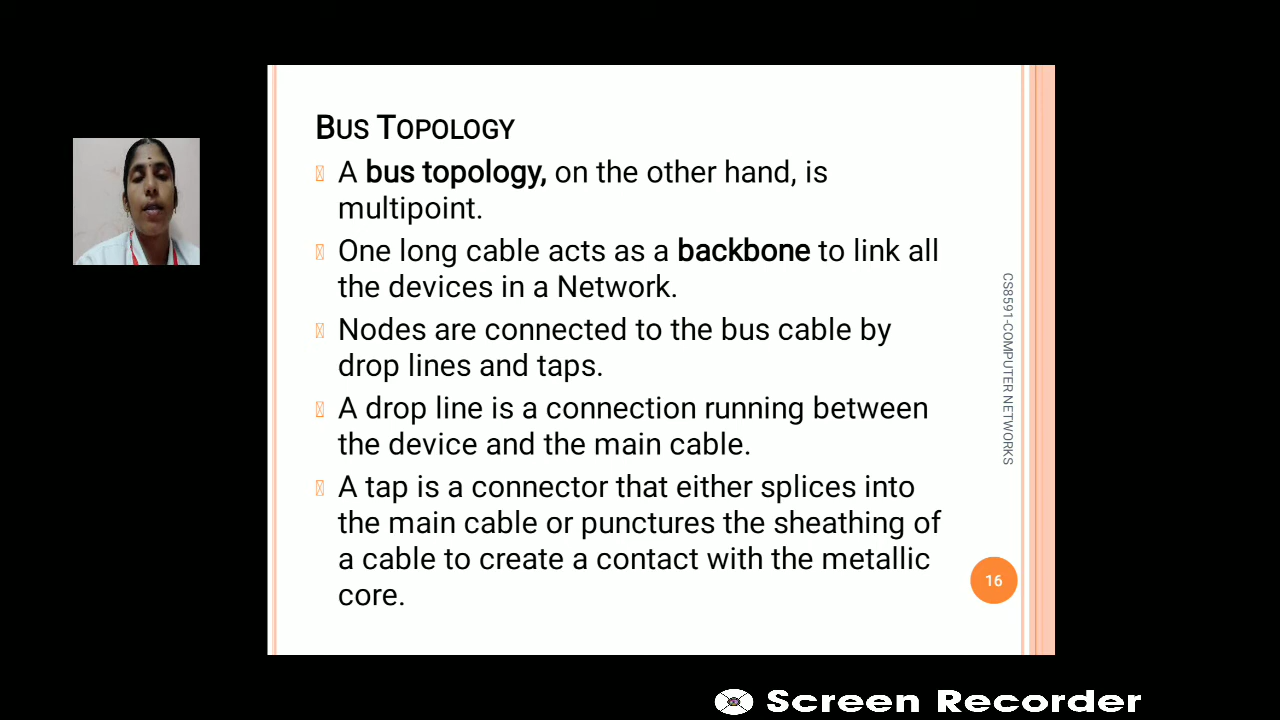 BUS TOPOLOGY
A bus topology, on the other hand, is
multipoint.
One long cable acts as a backbone to link all
the devices in a Network.
Nodes are connected to the bus cable by
drop lines and taps.
A drop line is a connection running between
the device and the main cable.
A tap is a connector that either splices into
the main cable or punctures the sheathing of
a cable to create a contact with the metallic
core.
CS8591-COMPUTER NETWORKS
16
Screen Recorder